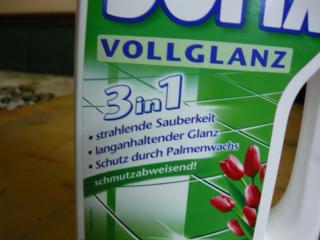 VOLLGLANZ
3in1
• strahlende Sauberkeit
• langanhaltender Glanz
• Schutz durch Palmenwachs
schmutzabweisend!